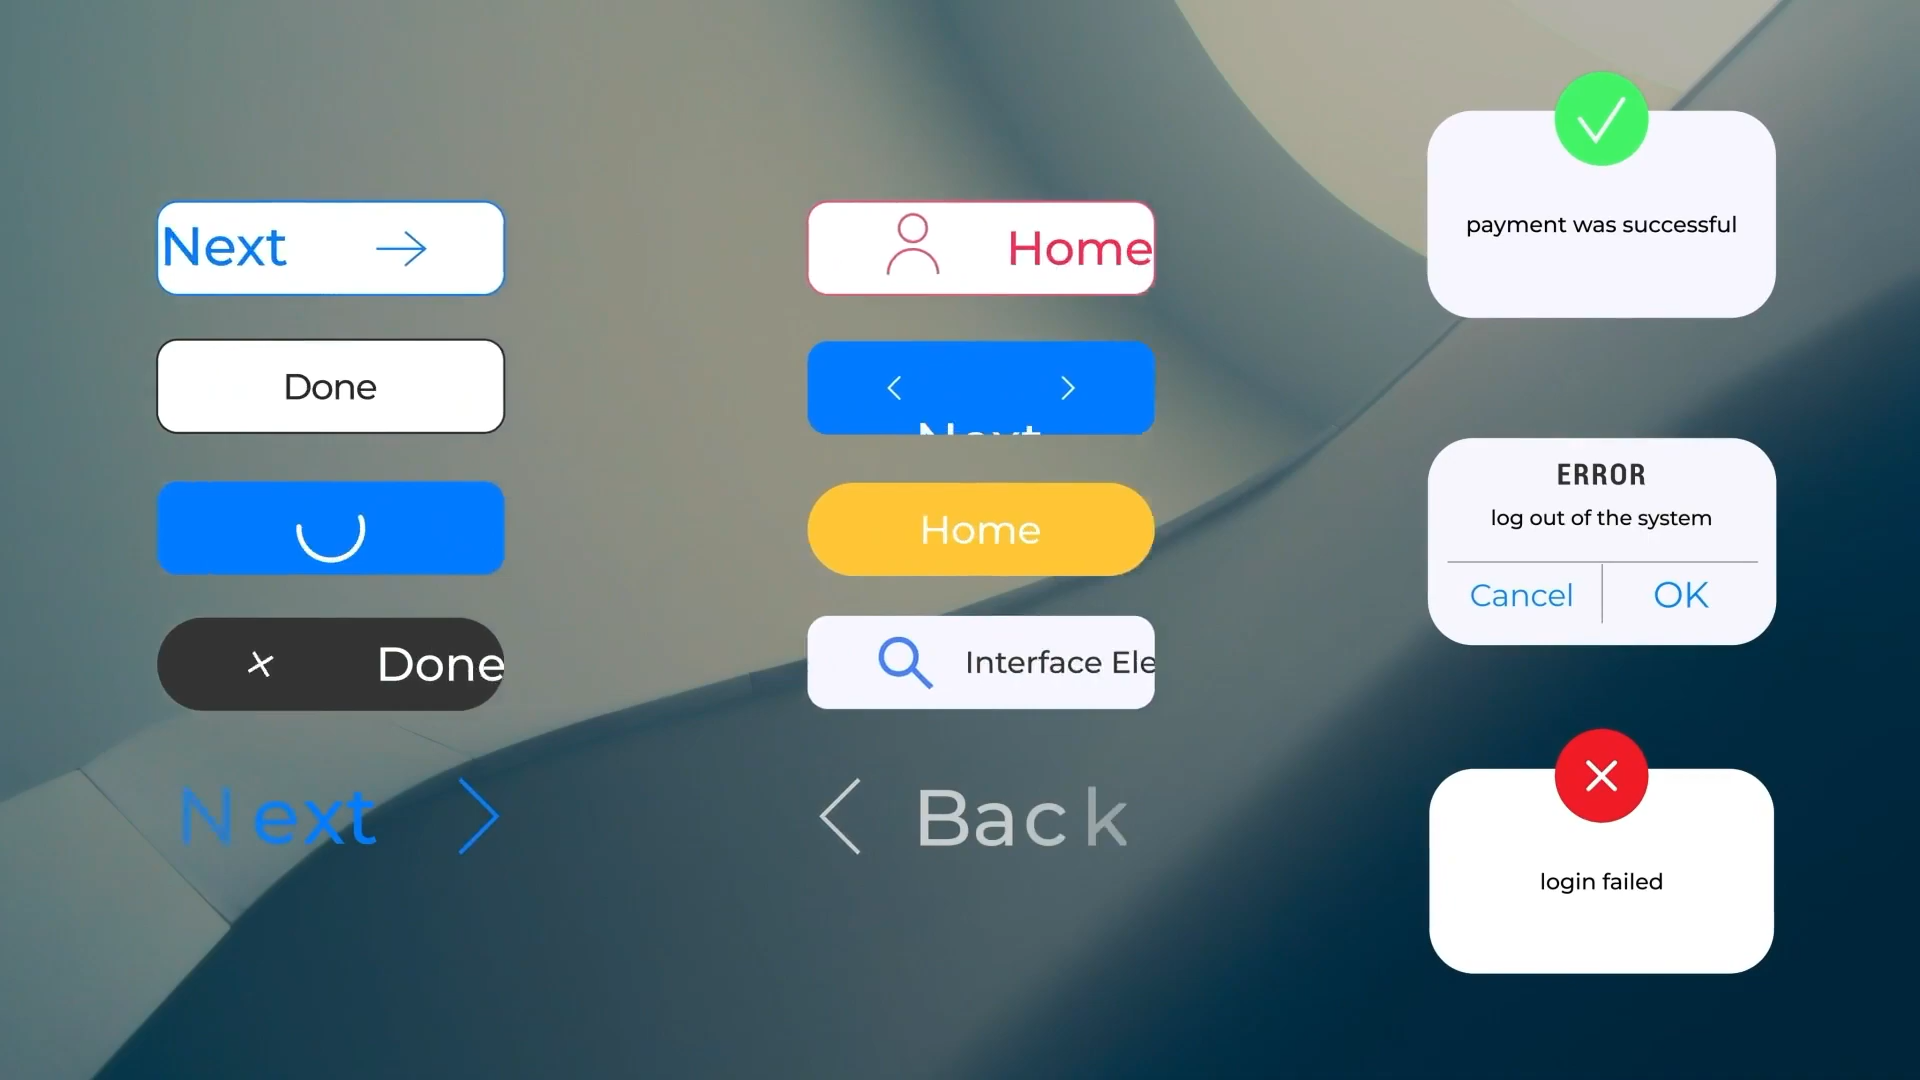 Next
Done
Done
Next
Home
Next
Home
Interface Ele
Back
payment was successful
ERROR
log out of the system
Cancel
OK
login failed